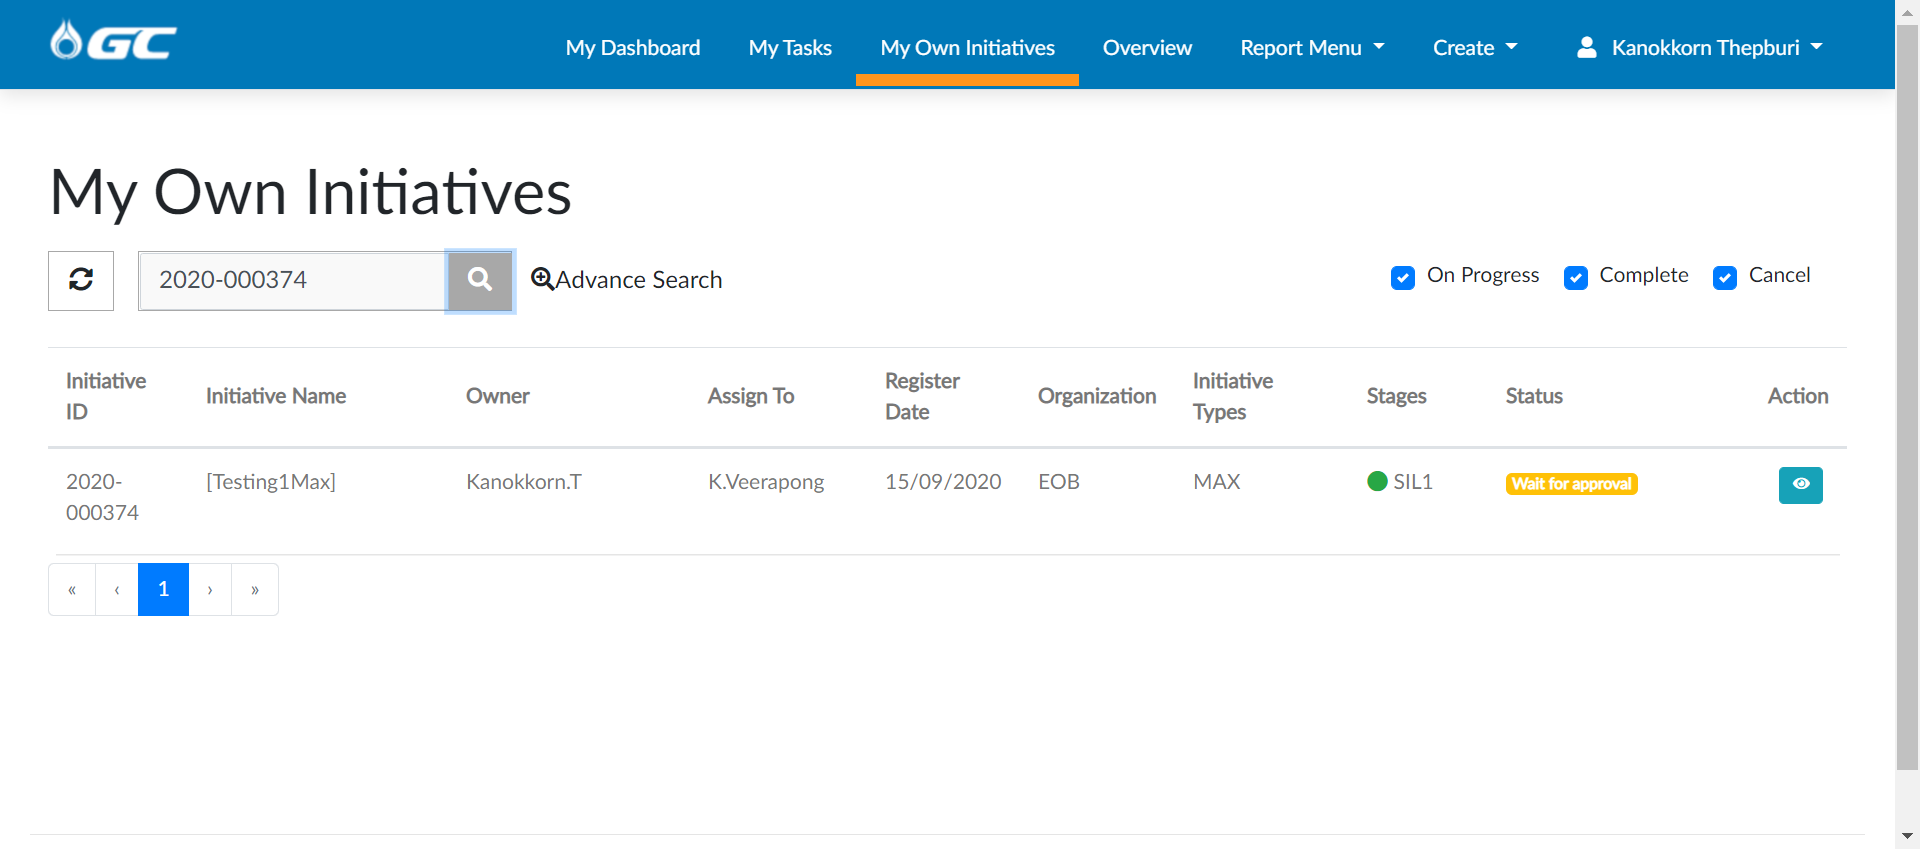 GC
My Dashboard
My Tasks
My Own Initiatives
Overview
Report Menu
Create
Kanokkorn Thepburi
My Own Initiatives
2020-000374
Advance Search
On Progress
Complete
Cancel
Initiative
ID
Initiative Name
Owner
Assign To
Register
Date
Organization
Initiative
Types
Stages
Status
Action
2020-
000374
[Testing1Max]
Kanokkorn.T
K.Veerapong
15/09/2020
EOB
MAX
SIL1
Wait for approval
« ‹ 1 › »